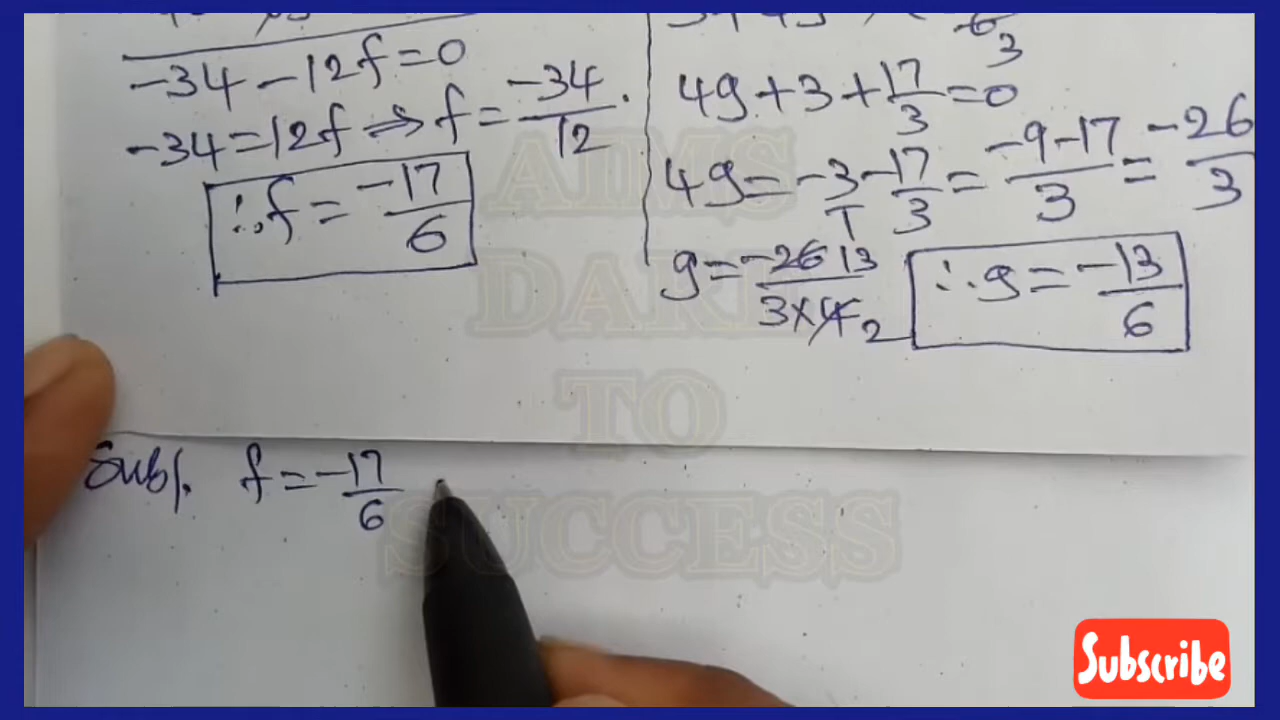 -34-12f=0
-34=12f ⇒ f=-34/12.
∴f=-17/6
3
4g+3+17/3=0
4g=-3/1-17/3=-9-17/3=-26/3
g=-26 13/3×4 2
∴g=-13/6
Sub/. f=-17/6
AIMS
DARE
TO
SUCCESS
Subscribe